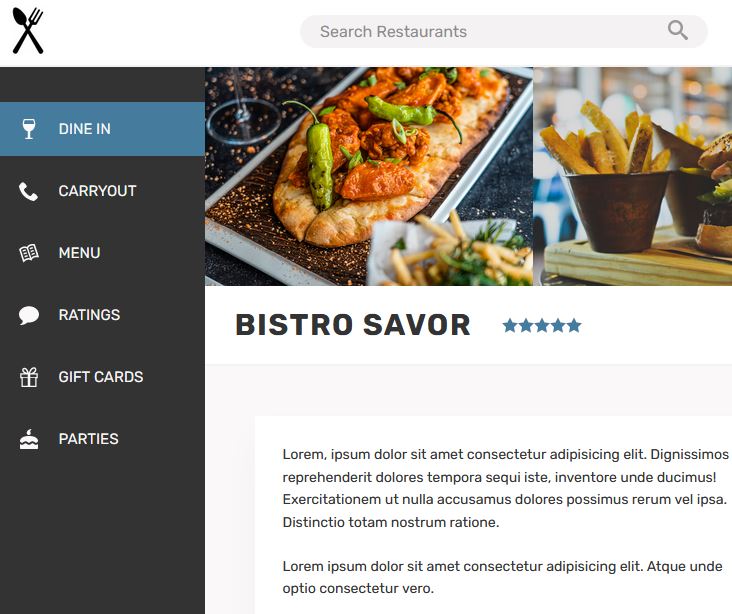 Search Restaurants
DINE IN
CARRYOUT
MENU
RATINGS
GIFT CARDS
PARTIES
BISTRO SAVOR
Lorem, ipsum dolor sit amet consectetur adipisicing elit. Dignissimos
reprehenderit dolores tempora sequi iste, inventore unde ducimus!
Exercitationem ut nulla accusamus dolores possimus rerum vel ipsa.
Distinctio totam nostrum ratione.
Lorem ipsum dolor sit amet consectetur adipisicing elit. Atque unde
optio consectetur vero.